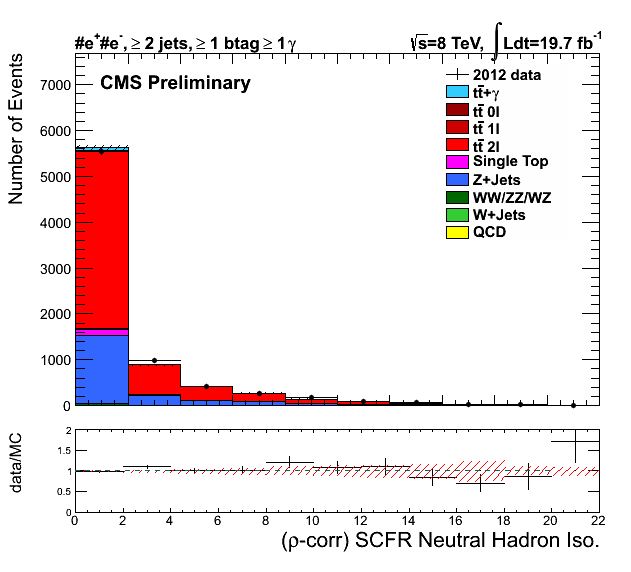 #e⁺#e⁻, ≥ 2 jets, ≥ 1 btag ≥ 1 γ
√s=8 TeV, ∫Ldt=19.7 fb⁻¹
CMS Preliminary
2012 data
tt̄+γ
tt̄ 0l
tt̄ 1l
tt̄ 2l
Single Top
Z+Jets
WW/ZZ/WZ
W+Jets
QCD
Number of Events
7000
6000
5000
4000
3000
2000
1000
0
data/MC
2
1.5
1
0.5
0
0 2 4 6 8 10 12 14 16 18 20 22
(ρ-corr) SCFR Neutral Hadron Iso.